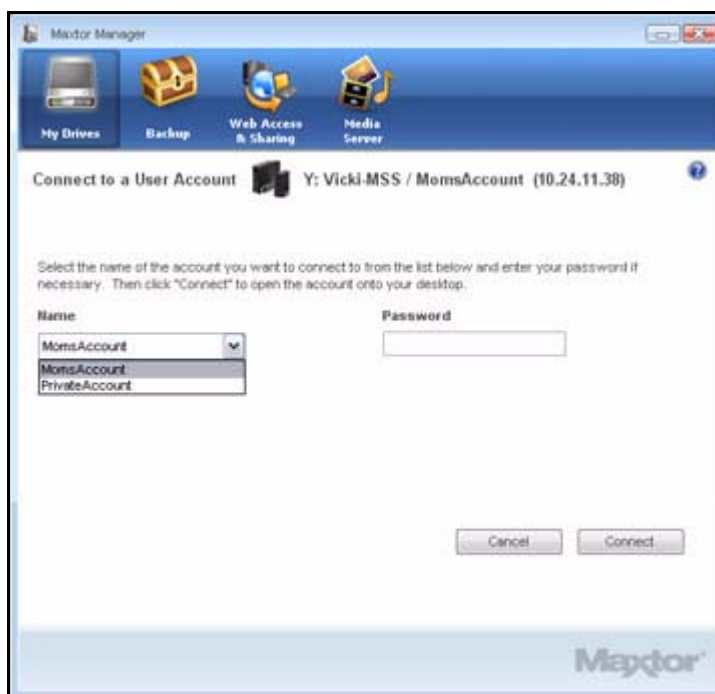 Maxtor Manager
My Drives
Backup
Web Access
& Sharing
Media
Server
Connect to a User Account
Y: Vicki-MSS / MomsAccount (10.24.11.38)
?
Select the name of the account you want to connect to from the list below and enter your password if
necessary. Then click "Connect" to open the account onto your desktop.
Name
Password
MomsAccount
MomsAccount
PrivateAccount
Cancel
Connect
Maxtor